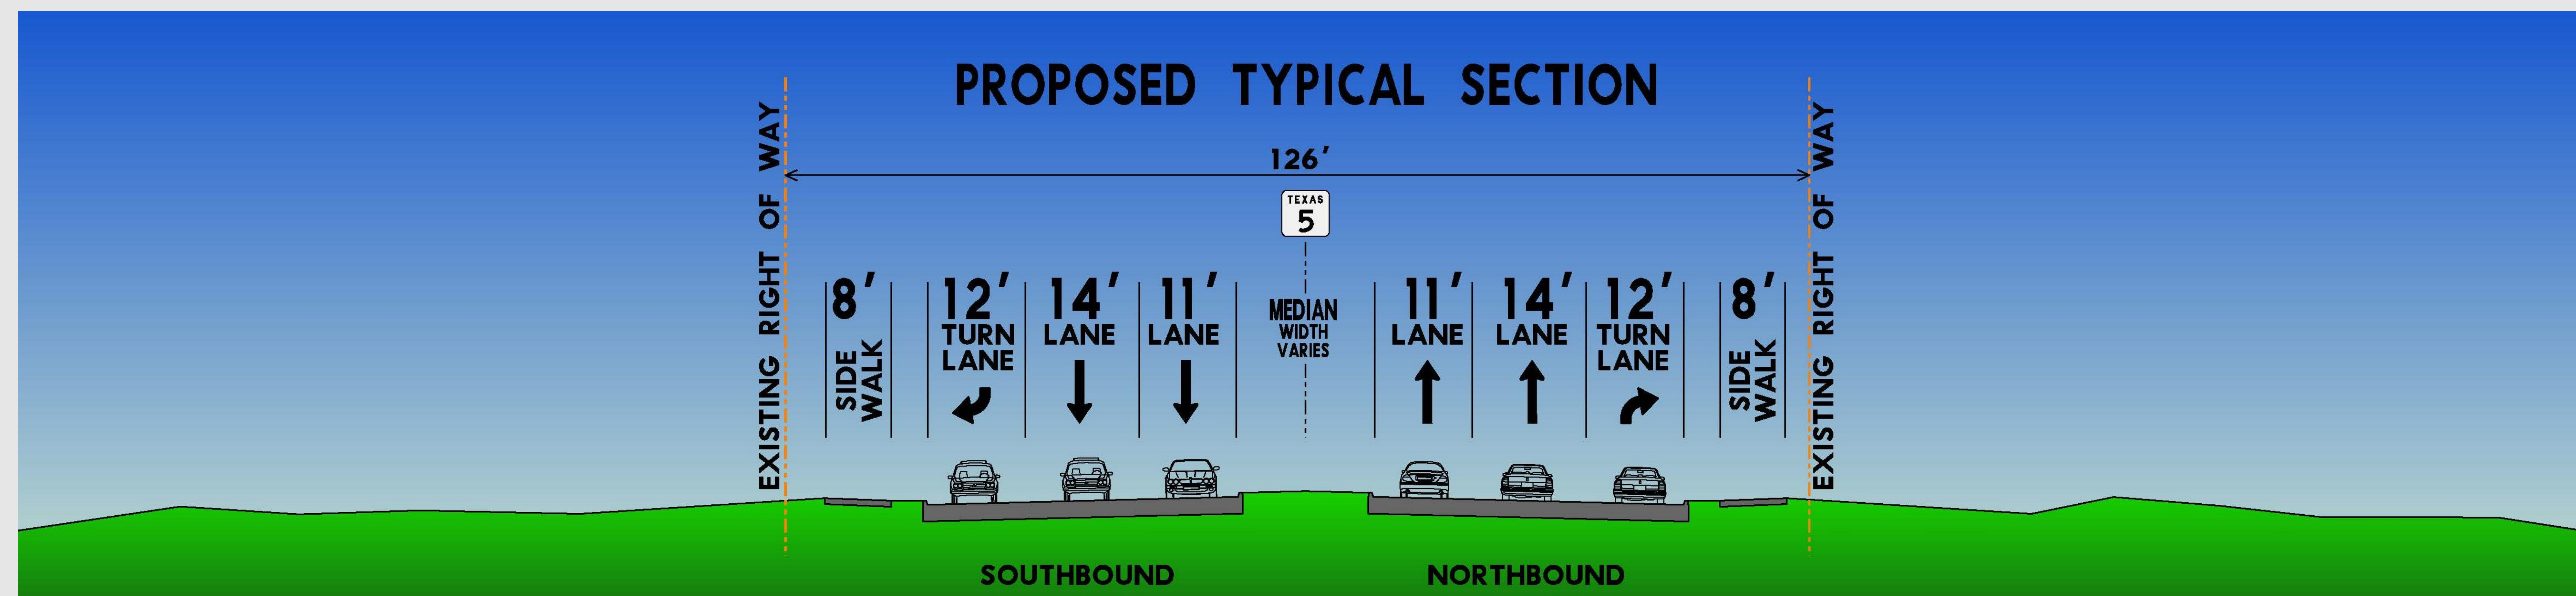 PROPOSED TYPICAL SECTION
126'
TEXAS
5
EXISTING RIGHT OF WAY
8'
SIDE
WALK
12'
TURN
LANE
14'
LANE
11'
LANE
MEDIAN
WIDTH
VARIES
11'
LANE
14'
LANE
12'
TURN
LANE
8'
SIDE
WALK
EXISTING RIGHT OF WAY
SOUTHBOUND
NORTHBOUND